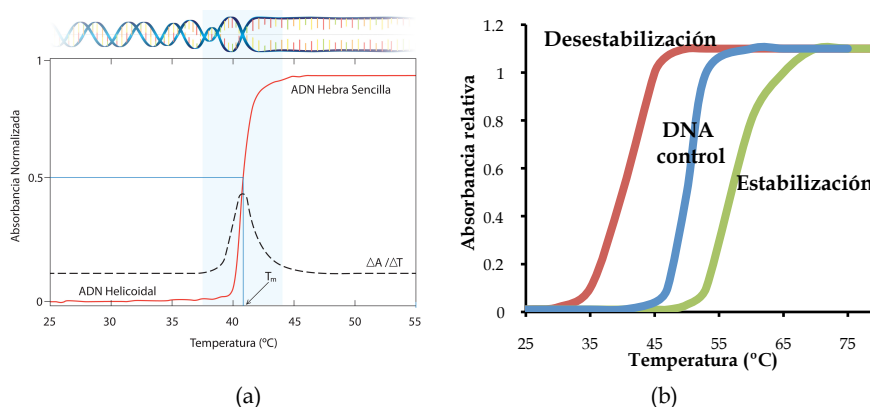 Absorbancia Normalizada
1
0.5
0
ADN Hebra Sencilla
△A /△T
ADN Helicoidal
Tm
25 30 35 40 45 50 55
Temperatura (ºC)
(a)
Absorbancia relativa
1.2
1
0.8
0.6
0.4
0.2
0
Desestabilización
DNA
control
Estabilización
25 35 45 55 65 75
Temperatura (°C)
(b)